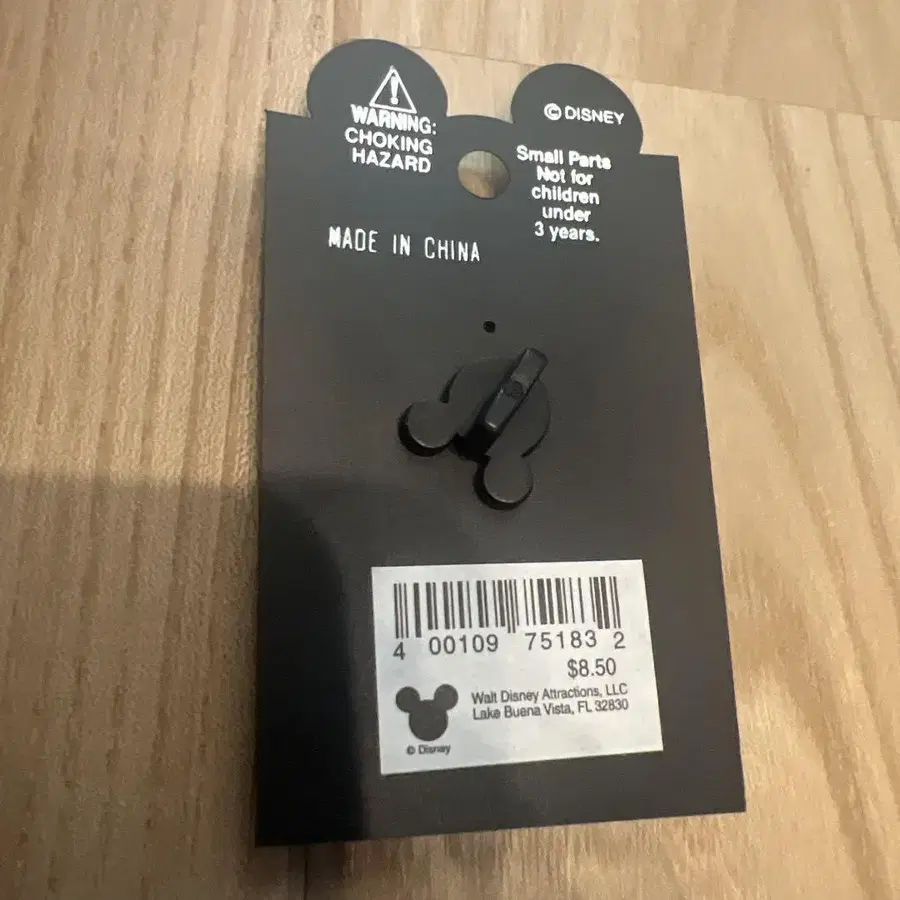 WARNING:
CHOKING
HAZARD
© DISNEY
Small Parts
Not for
children
under
3 years.
MADE IN CHINA
4 00109 75183 2
$8.50
Walt Disney Attractions, LLC
Lake Buena Vista, FL 32830
© Disney